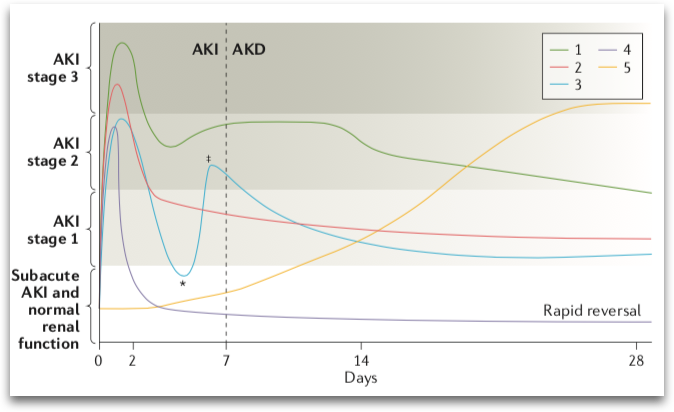 AKI
stage 3
AKI
stage 2
AKI
stage 1
Subacute
AKI and
normal
renal
function
AKI AKD
1 4
2 5
3
‡
*
Rapid reversal
0 2 7 14 28
Days